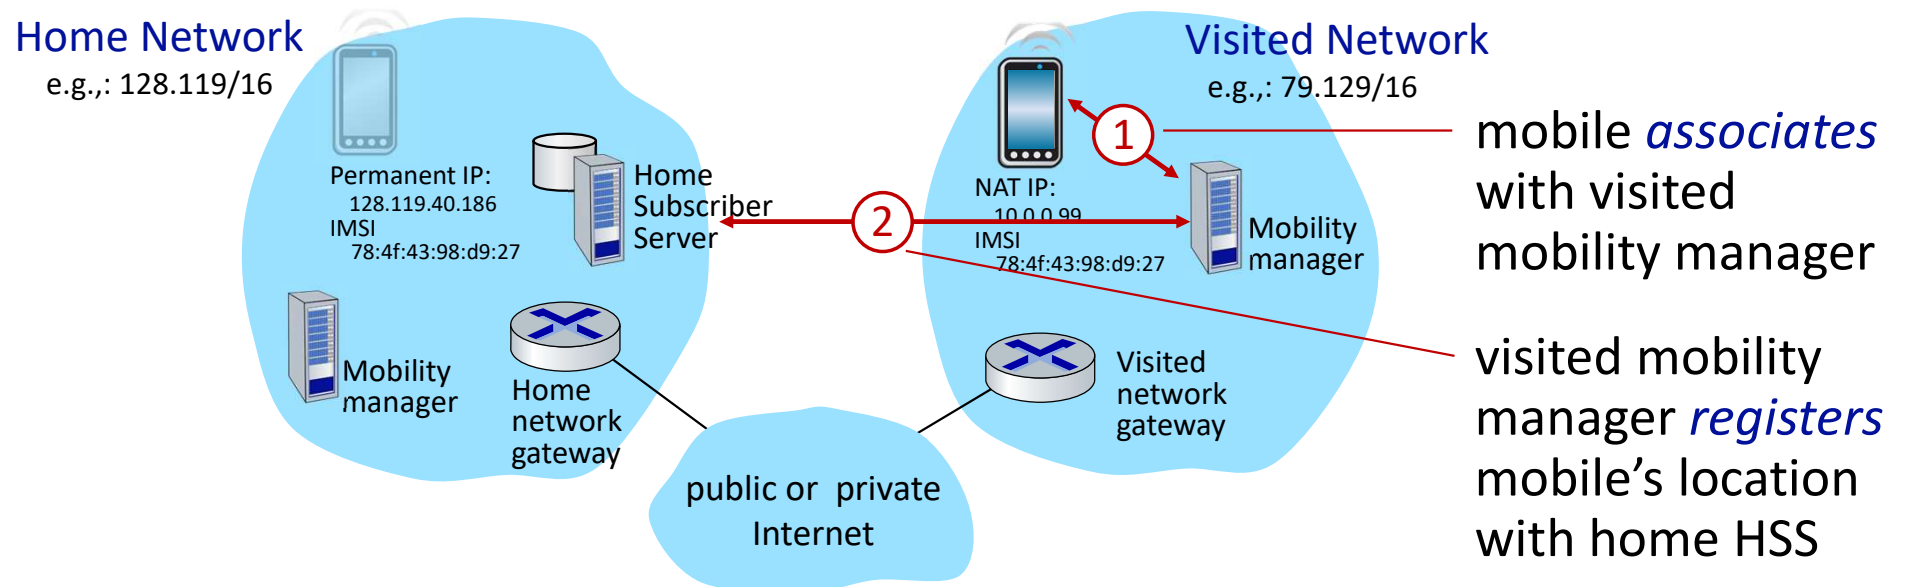 Home Network
e.g.,: 128.119/16
Permanent IP:
128.119.40.186
IMSI
78:4f:43:98:d9:27
Home
Subscriber
Server
Mobility
manager
Home
network
gateway
public or private
Internet
2
Visited Network
e.g.,: 79.129/16
1
NAT IP:
10.0.0.99
IMSI
78:4f:43:98:d9:27
Mobility
manager
Visited
network
gateway
mobile associates
with visited
mobility manager
visited mobility
manager registers
mobile's location
with home HSS